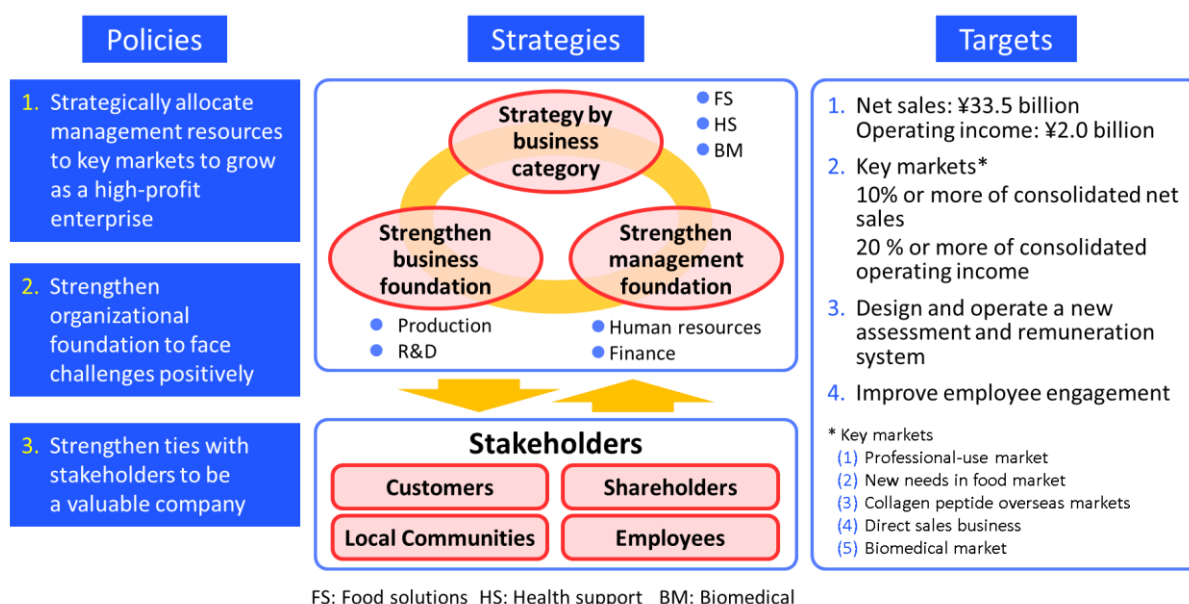 Policies
1. Strategically allocate
management resources
to key markets to grow
as a high-profit
enterprise
2. Strengthen
organizational
foundation to face
challenges positively
3. Strengthen ties with
stakeholders to be
a valuable company
Strategies
Strategy by
business
category
FS
HS
BM
Strengthen
business
foundation
Strengthen
management
foundation
Production
R&D
Human resources
Finance
Stakeholders
Customers
Shareholders
Local Communities
Employees
FS: Food solutions HS: Health support BM: Biomedical
Targets
1. Net sales: ¥33.5 billion
Operating income: ¥2.0 billion
2. Key markets*
10% or more of consolidated net
sales
20 % or more of consolidated
operating income
3. Design and operate a new
assessment and remuneration
system
4. Improve employee engagement
* Key markets
(1) Professional-use market
(2) New needs in food market
(3) Collagen peptide overseas markets
(4) Direct sales business
(5) Biomedical market